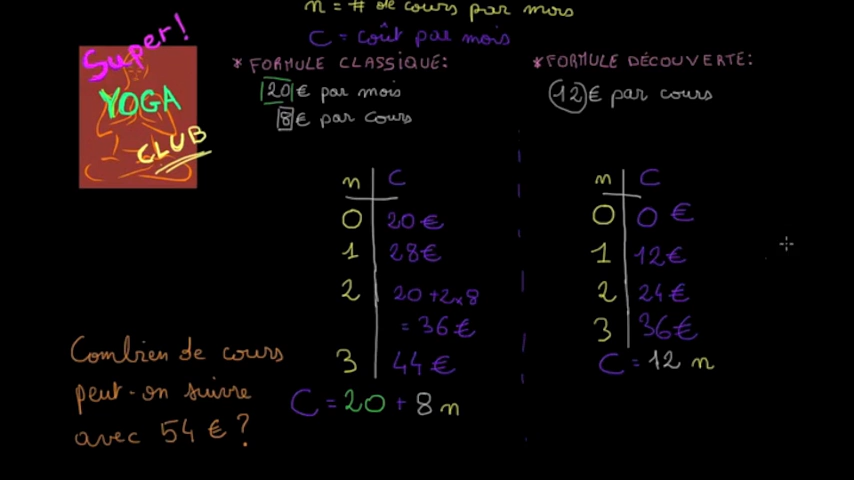 n = # de cours par mois
C = coût par mois
Super!
YOGA
CLUB
* FORMULE CLASSIQUE:
20 € par mois
8 € par cours
n C
0 20 €
1 28 €
2 20 + 2 x 8
= 36 €
3 44 €
C = 20 + 8 n
* FORMULE DÉCOUVERTE:
12 € par cours
n C
0 0 €
1 12 €
2 24 €
3 36 €
C = 12 n
Combien de cours
peut-on suivre
avec 54 € ?